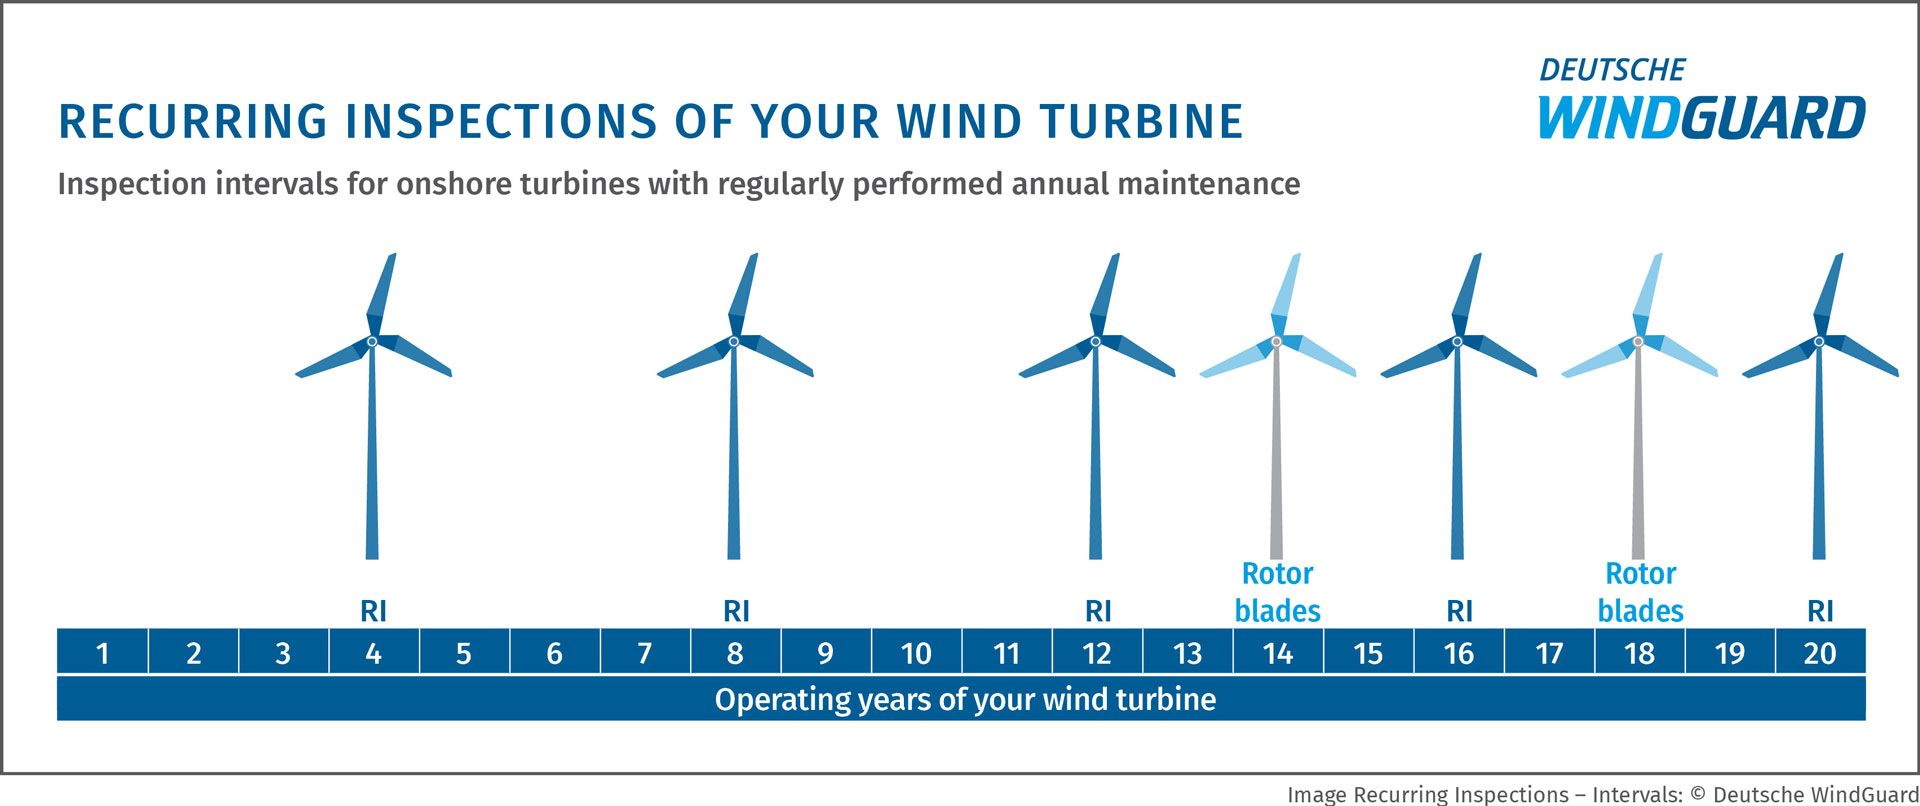 DEUTSCHE
WINDGUARD
RECURRING INSPECTIONS OF YOUR WIND TURBINE
Inspection intervals for onshore turbines with regularly performed annual maintenance
Rotor Rotor
RI RI RI blades RI blades RI
1 2 3 4 5 6 7 8 9 10 11 12 13 14 15 16 17 18 19 20
Operating years of your wind turbine
Image Recurring Inspections – Intervals: © Deutsche WindGuard